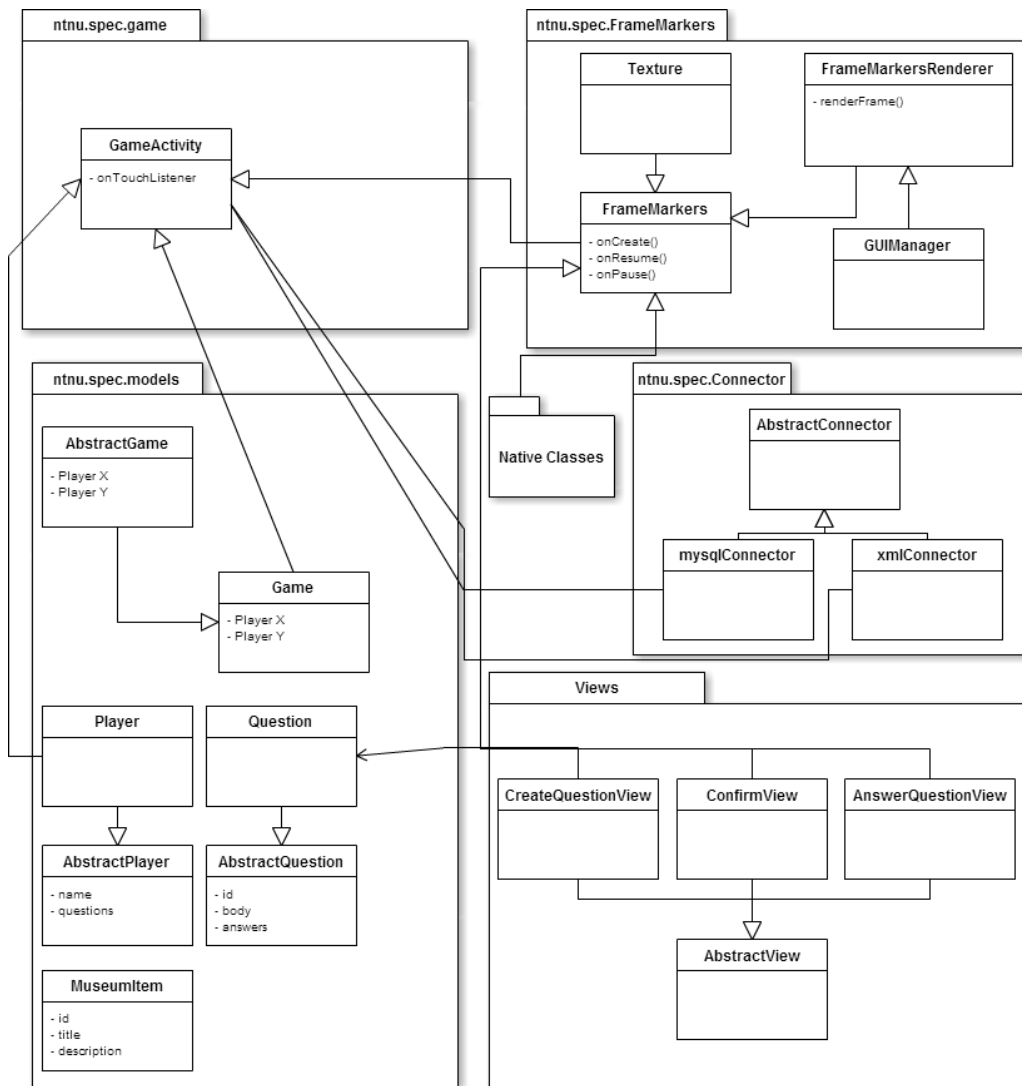 ntnu.spec.game
GameActivity
- onTouchListener
ntnu.spec.FrameMarkers
Texture
FrameMarkersRenderer
- renderFrame()
FrameMarkers
- onCreate()
- onResume()
- onPause()
GUIManager
ntnu.spec.models
AbstractGame
- Player X
- Player Y
Game
- Player X
- Player Y
Player
Question
AbstractPlayer
- name
- questions
AbstractQuestion
- id
- body
- answers
MuseumItem
- id
- title
- description
Native Classes
ntnu.spec.Connector
AbstractConnector
mysqlConnector
xmlConnector
Views
CreateQuestionView
ConfirmView
AnswerQuestionView
AbstractView